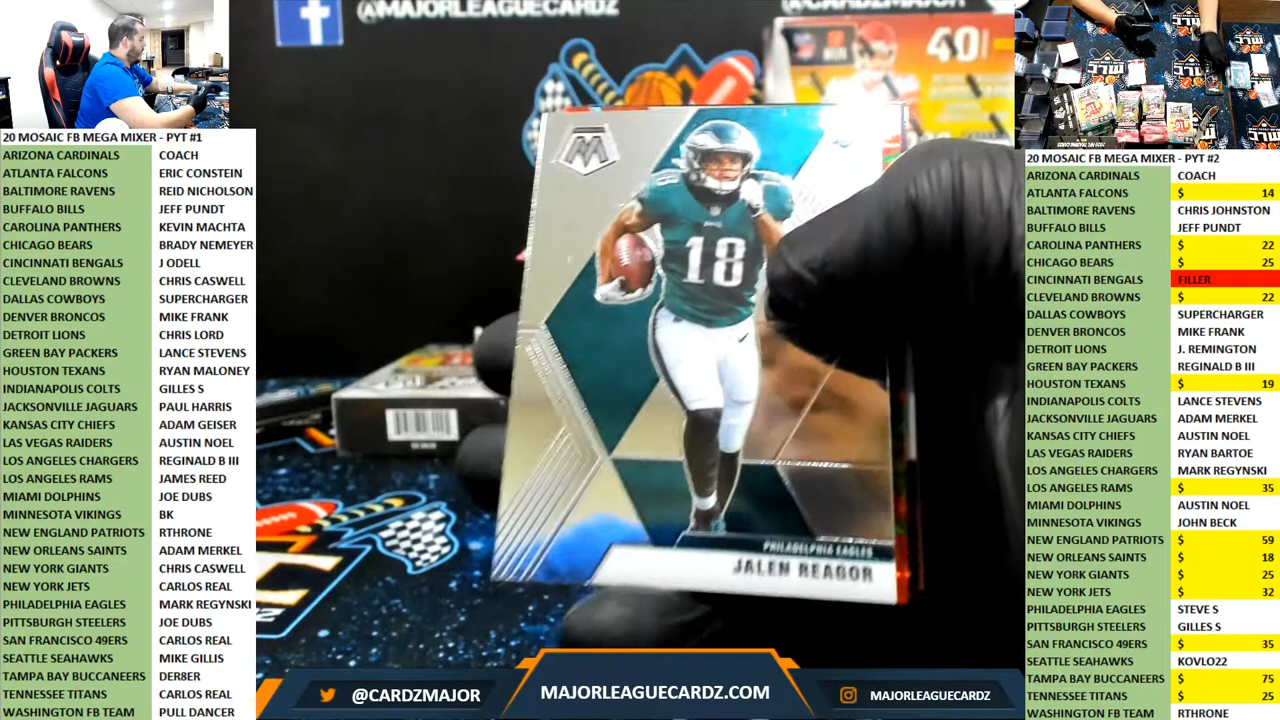 @MAJORLEAGUECARDZ
@CARDZMAJOR
40
M
18
PHILADELPHIA EAGLES
JALEN REAGOR
20 MOSAIC FB MEGA MIXER - PYT #1
ARIZONA CARDINALS COACH
ATLANTA FALCONS ERIC CONSTEIN
BALTIMORE RAVENS REID NICHOLSON
BUFFALO BILLS JEFF PUNDT
CAROLINA PANTHERS KEVIN MACHTA
CHICAGO BEARS BRADY NEMEYER
CINCINNATI BENGALS J ODELL
CLEVELAND BROWNS CHRIS CASWELL
DALLAS COWBOYS SUPERCHARGER
DENVER BRONCOS MIKE FRANK
DETROIT LIONS CHRIS LORD
GREEN BAY PACKERS LANCE STEVENS
HOUSTON TEXANS RYAN MALONEY
INDIANAPOLIS COLTS GILLES S
JACKSONVILLE JAGUARS PAUL HARRIS
KANSAS CITY CHIEFS ADAM GEISER
LAS VEGAS RAIDERS AUSTIN NOEL
LOS ANGELES CHARGERS REGINALD B III
LOS ANGELES RAMS JAMES REED
MIAMI DOLPHINS JOE DUBS
MINNESOTA VIKINGS BK
NEW ENGLAND PATRIOTS RTHRONE
NEW ORLEANS SAINTS ADAM MERKEL
NEW YORK GIANTS CHRIS CASWELL
NEW YORK JETS CARLOS REAL
PHILADELPHIA EAGLES MARK REGYNSKI
PITTSBURGH STEELERS JOE DUBS
SAN FRANCISCO 49ERS CARLOS REAL
SEATTLE SEAHAWKS MIKE GILLIS
TAMPA BAY BUCCANEERS DER8ER
TENNESSEE TITANS CARLOS REAL
WASHINGTON FB TEAM PULL DANCER
20 MOSAIC FB MEGA MIXER - PYT #2
ARIZONA CARDINALS COACH
ATLANTA FALCONS $ 14
BALTIMORE RAVENS CHRIS JOHNSTON
BUFFALO BILLS JEFF PUNDT
CAROLINA PANTHERS $ 22
CHICAGO BEARS $ 25
CINCINNATI BENGALS FILLER
CLEVELAND BROWNS $ 22
DALLAS COWBOYS SUPERCHARGER
DENVER BRONCOS MIKE FRANK
DETROIT LIONS J. REMINGTON
GREEN BAY PACKERS REGINALD B III
HOUSTON TEXANS $ 19
INDIANAPOLIS COLTS LANCE STEVENS
JACKSONVILLE JAGUARS ADAM MERKEL
KANSAS CITY CHIEFS AUSTIN NOEL
LAS VEGAS RAIDERS RYAN BARTOE
LOS ANGELES CHARGERS MARK REGYNSKI
LOS ANGELES RAMS $ 35
MIAMI DOLPHINS AUSTIN NOEL
MINNESOTA VIKINGS JOHN BECK
NEW ENGLAND PATRIOTS $ 59
NEW ORLEANS SAINTS $ 18
NEW YORK GIANTS $ 25
NEW YORK JETS $ 32
PHILADELPHIA EAGLES STEVE S
PITTSBURGH STEELERS GILLES S
SAN FRANCISCO 49ERS $ 35
SEATTLE SEAHAWKS KOVLO22
TAMPA BAY BUCCANEERS $ 75
TENNESSEE TITANS $ 25
WASHINGTON FB TEAM RTHRONE
@CARDZMAJOR
MAJORLEAGUECARDZ.COM
MAJORLEAGUECARDZ